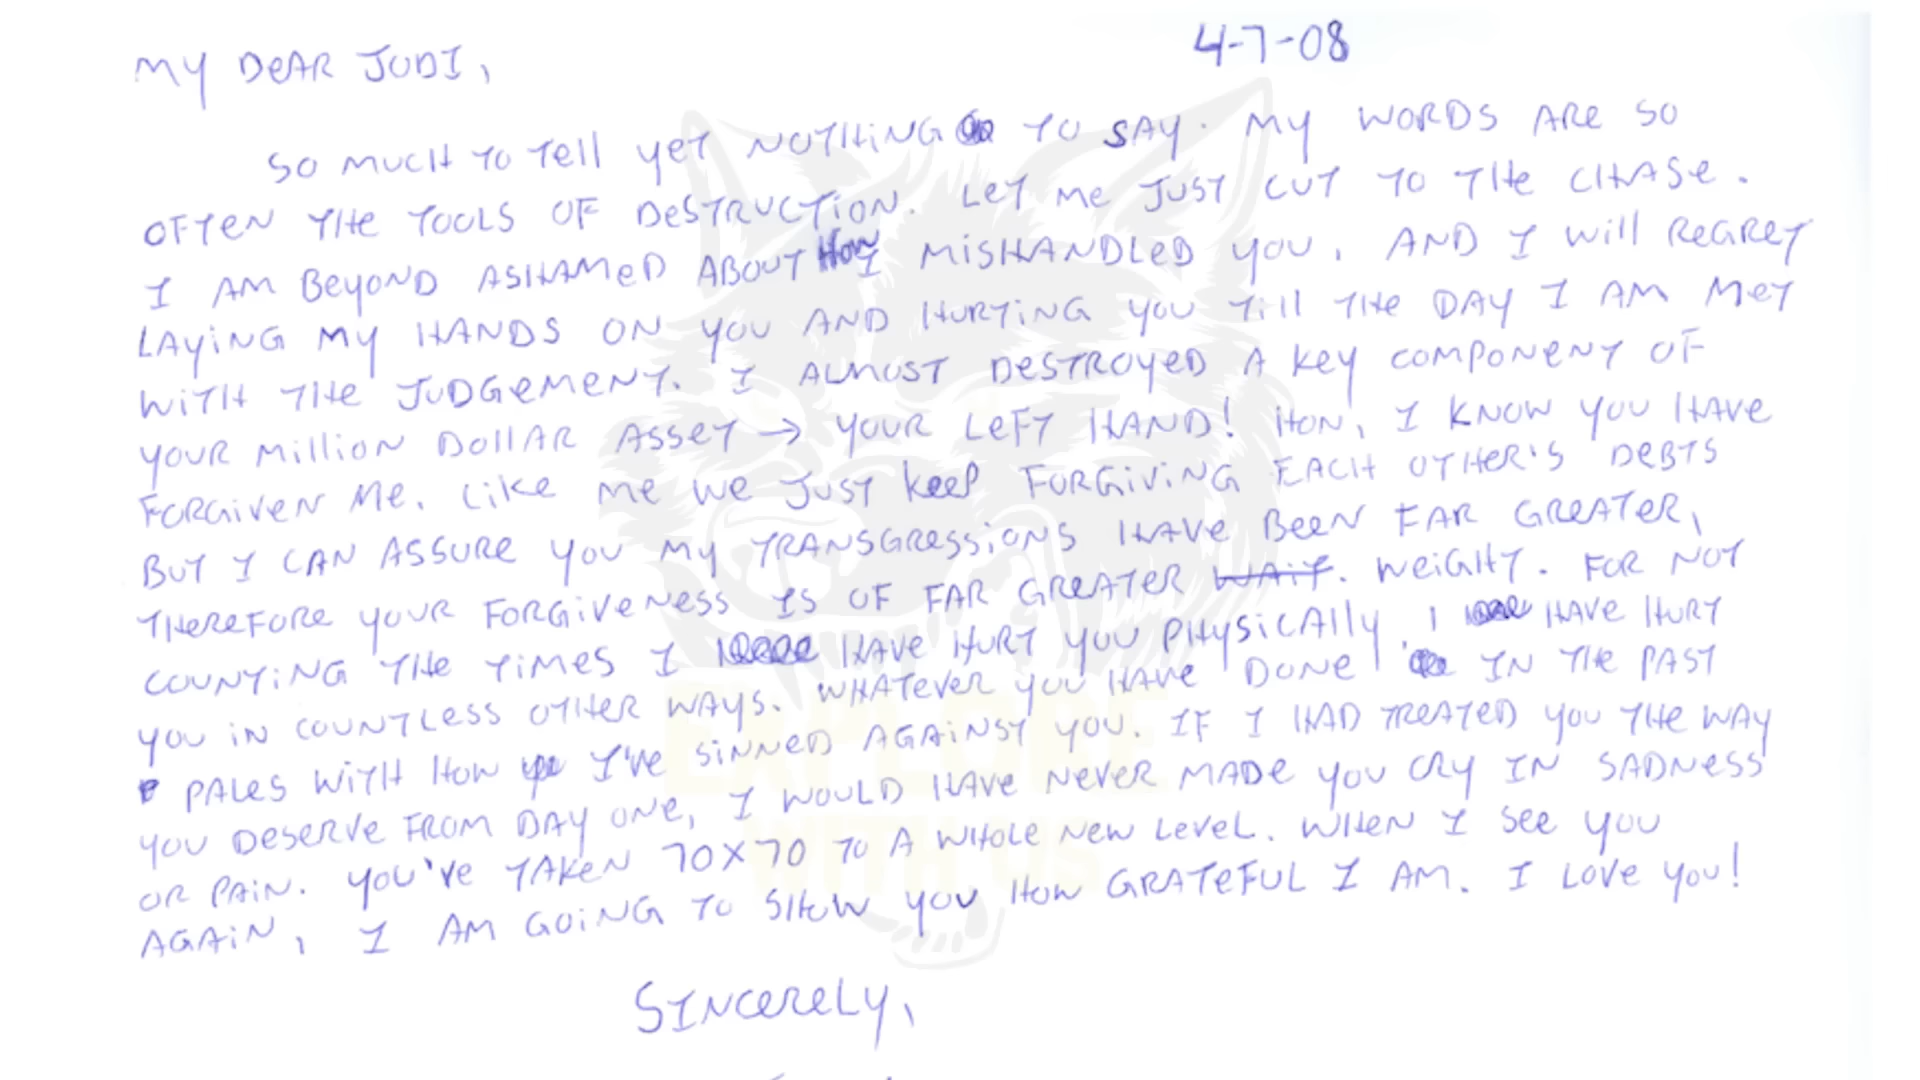 4-7-08
My Dear Judi,
So much to tell yet nothing to say. My words are so
often the tools of destruction. Let me just cut to the chase.
I am beyond ashamed about how I mishandled you. And I will regret
laying my hands on you and hurting you till the day I am met
with the judgement. I almost destroyed a key component of
your million dollar asset → your left hand! Hon, I know you have
forgiven me. Like me we just keep forgiving each other's debts
but I can assure you my transgressions have been far greater,
therefore your forgiveness is of far greater wait. weight. For not
counting the times I have hurt you physically, I have hurt
you in countless other ways. Whatever you have done in the past
pales with how I've sinned against you. If I had treated you the way
you deserve from day one, I would have never made you cry in sadness
or pain. You've taken 70x70 to a whole new level. When I see you
again, I am going to show you how grateful I am. I love you!
Sincerely,
EXPLORE
WITH US